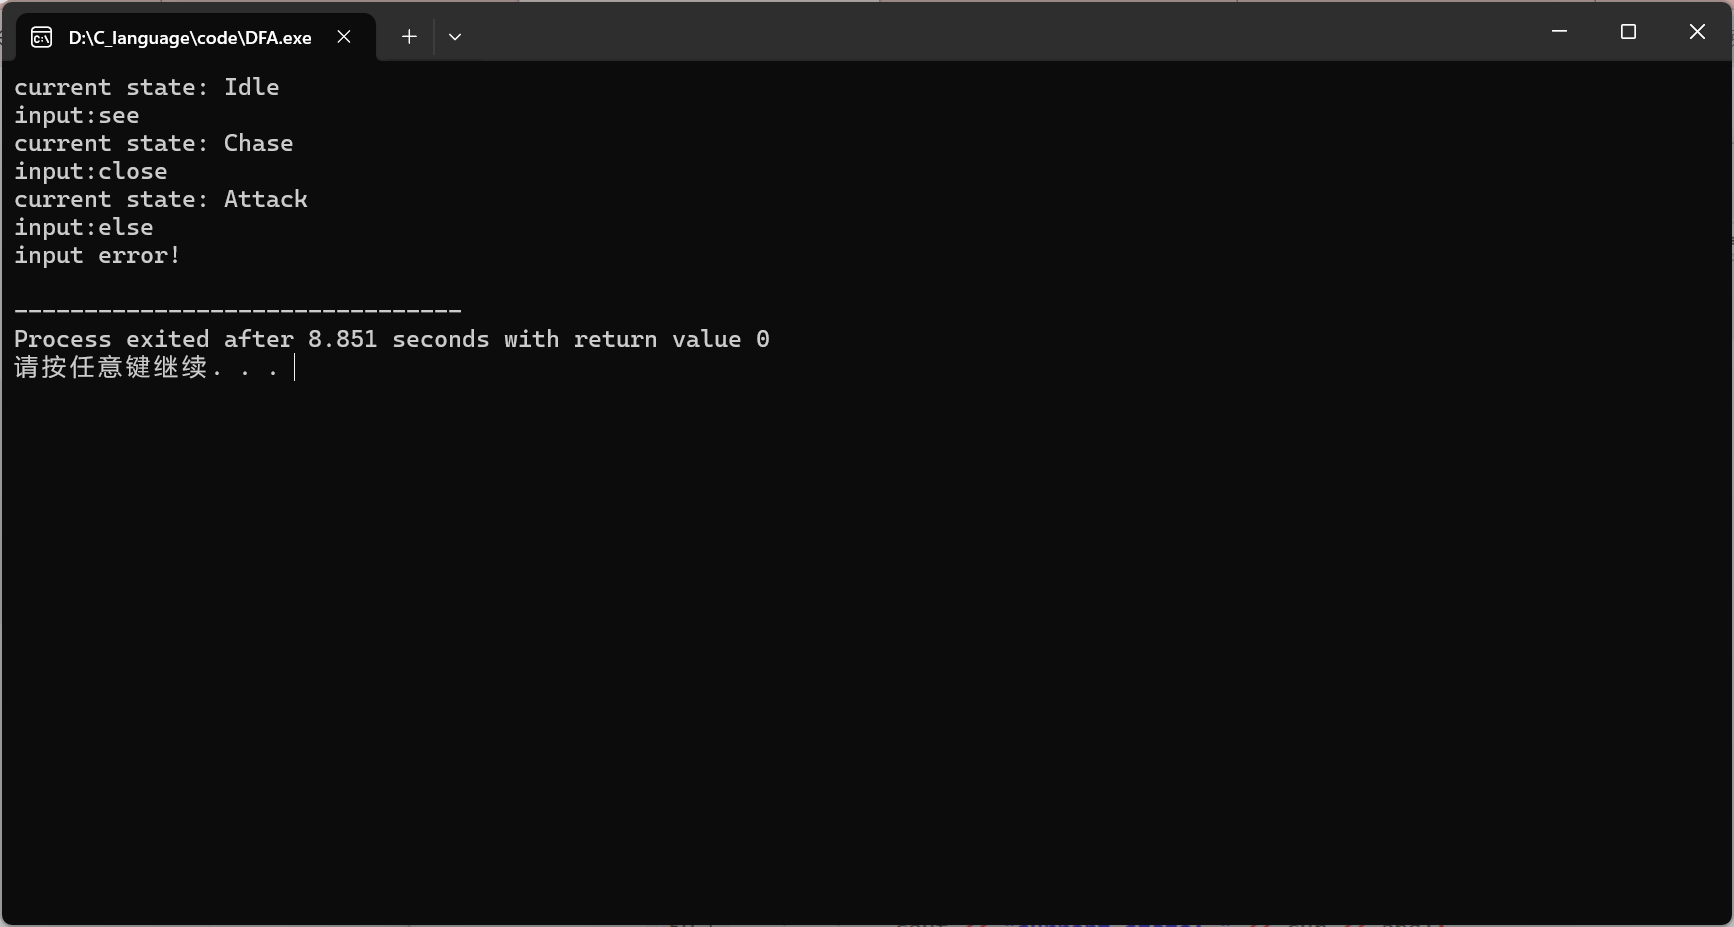 D:\C_language\code\DFA.exe
current state: Idle
input:see
current state: Chase
input:close
current state: Attack
input:else
input error!
--------------------------------
Process exited after 8.851 seconds with return value 0
请按任意键继续. . .